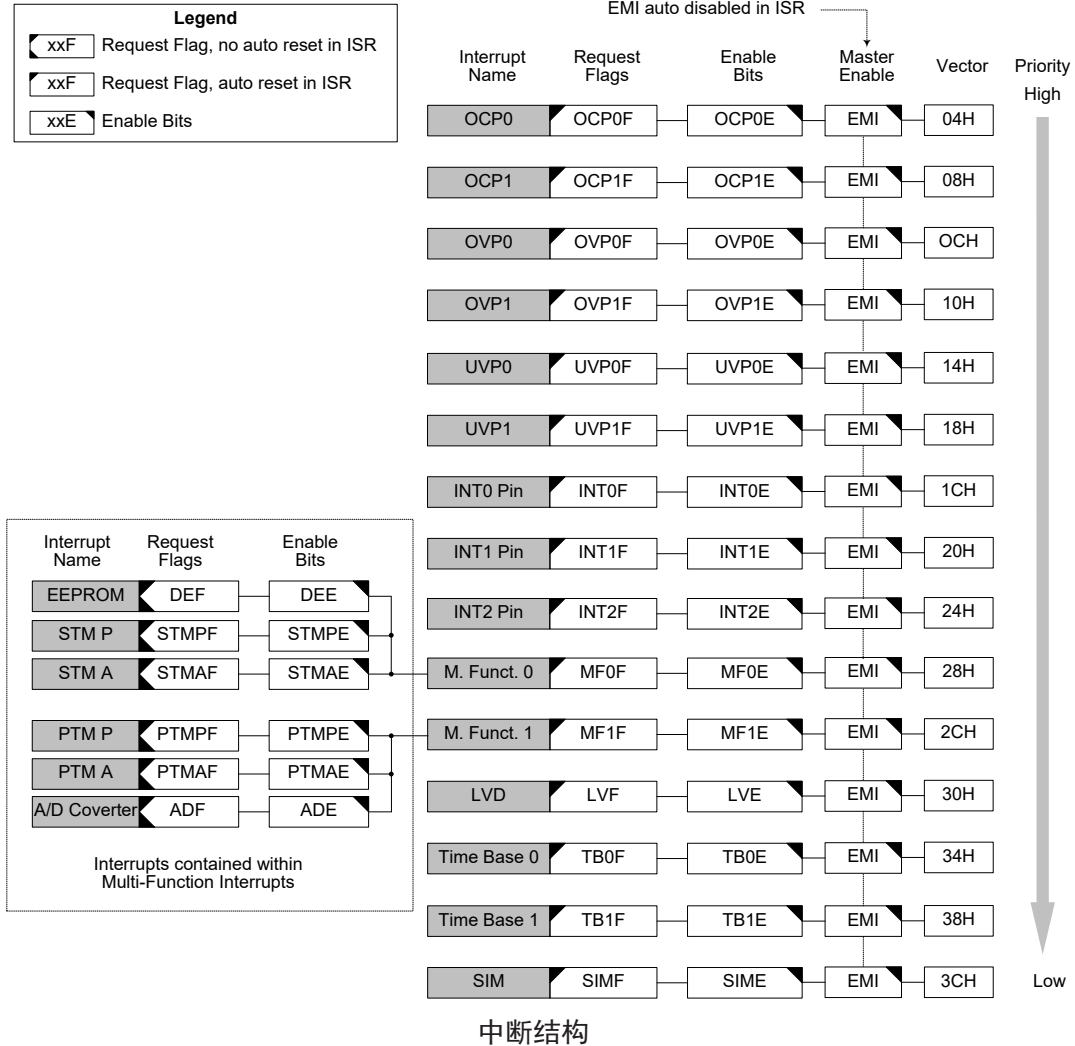 EMI auto disabled in ISR
Legend
xxF Request Flag, no auto reset in ISR
xxF Request Flag, auto reset in ISR
xxE Enable Bits
Interrupt Name Request Flags Enable Bits Master Enable Vector Priority
High
OCP0 OCP0F OCP0E EMI 04H
OCP1 OCP1F OCP1E EMI 08H
OVP0 OVP0F OVP0E EMI OCH
OVP1 OVP1F OVP1E EMI 10H
UVP0 UVP0F UVP0E EMI 14H
UVP1 UVP1F UVP1E EMI 18H
INT0 Pin INT0F INT0E EMI 1CH
INT1 Pin INT1F INT1E EMI 20H
INT2 Pin INT2F INT2E EMI 24H
M. Funct. 0 MF0F MF0E EMI 28H
M. Funct. 1 MF1F MF1E EMI 2CH
LVD LVF LVE EMI 30H
Time Base 0 TB0F TB0E EMI 34H
Time Base 1 TB1F TB1E EMI 38H
SIM SIMF SIME EMI 3CH Low
Interrupt Name Request Flags Enable Bits
EEPROM DEF DEE
STM P STMPF STMPE
STM A STMAF STMAE
PTM P PTMPF PTMPE
PTM A PTMAF PTMAE
A/D Coverter ADF ADE
Interrupts contained within
Multi-Function Interrupts
中断结构